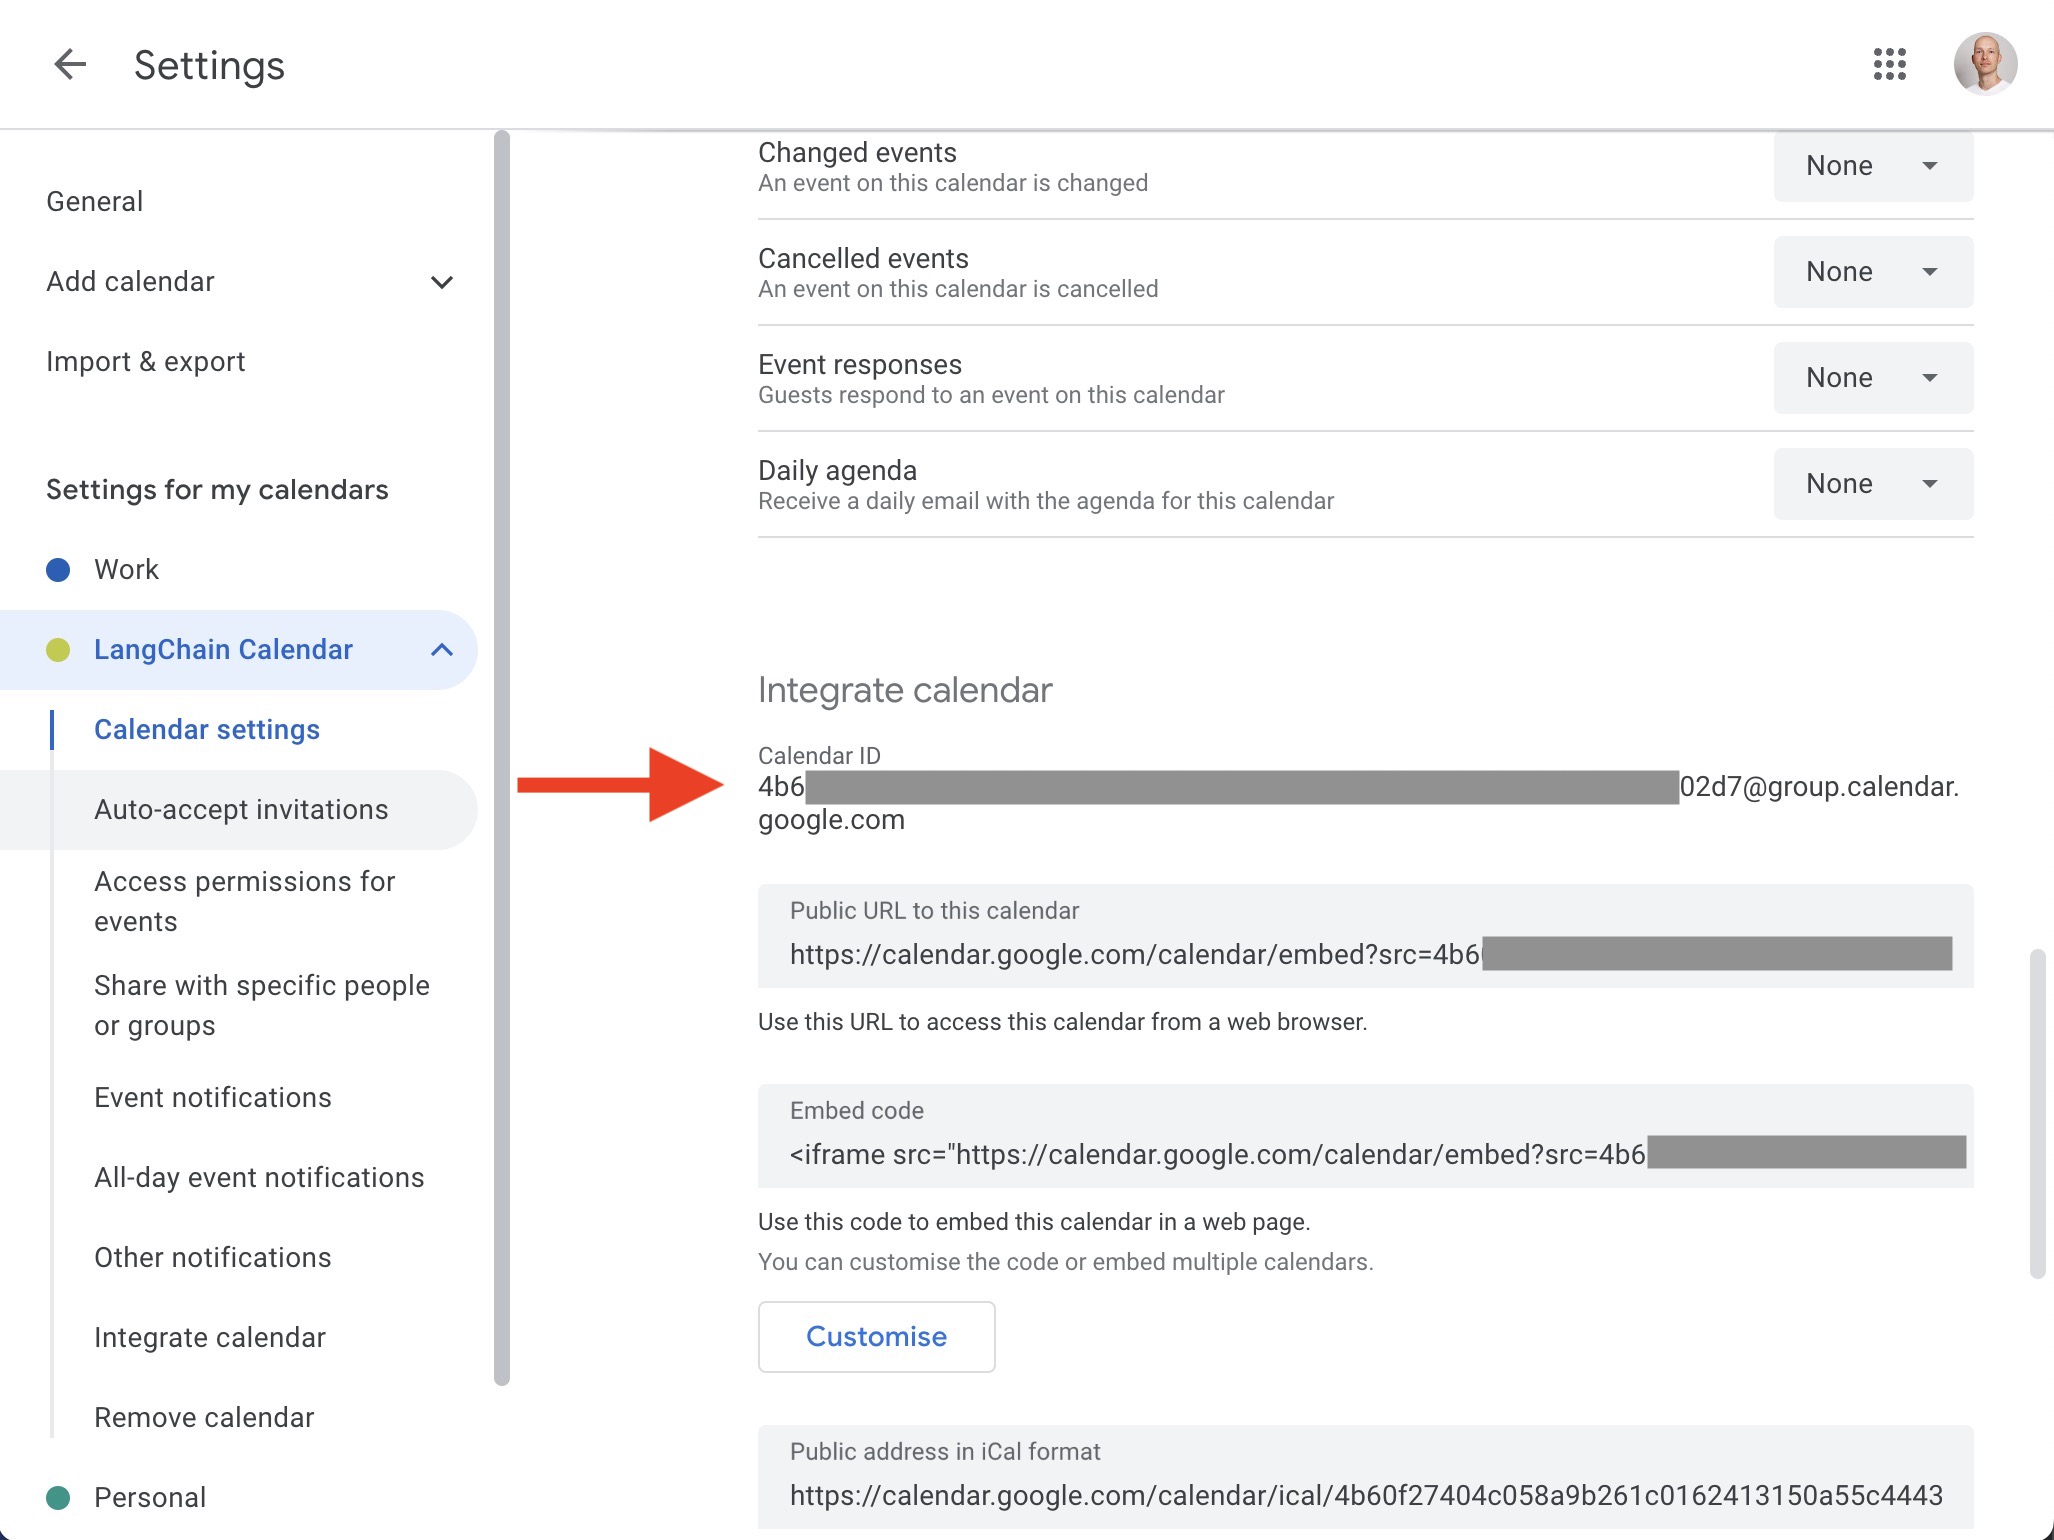 Settings
General
Add calendar
Import & export
Settings for my calendars
Work
LangChain Calendar
Calendar settings
Auto-accept invitations
Access permissions for
events
Share with specific people
or groups
Event notifications
All-day event notifications
Other notifications
Integrate calendar
Remove calendar
Personal
Changed events
An event on this calendar is changed
None
Cancelled events
An event on this calendar is cancelled
None
Event responses
Guests respond to an event on this calendar
None
Daily agenda
Receive a daily email with the agenda for this calendar
None
Integrate calendar
Calendar ID
4b6 02d7@group.calendar.
google.com
Public URL to this calendar
https://calendar.google.com/calendar/embed?src=4b6
Use this URL to access this calendar from a web browser.
Embed code
<iframe src="https://calendar.google.com/calendar/embed?src=4b6
Use this code to embed this calendar in a web page.
You can customise the code or embed multiple calendars.
Customise
Public address in iCal format
https://calendar.google.com/calendar/ical/4b60f27404c058a9b261c0162413150a55c4443